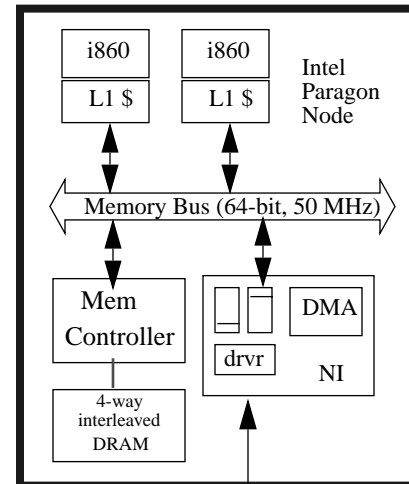 i860
i860
L1 $
L1 $
Intel
Paragon
Node
Memory Bus (64-bit, 50 MHz)
Mem
Controller
DMA
drvr
NI
4-way
interleaved
DRAM